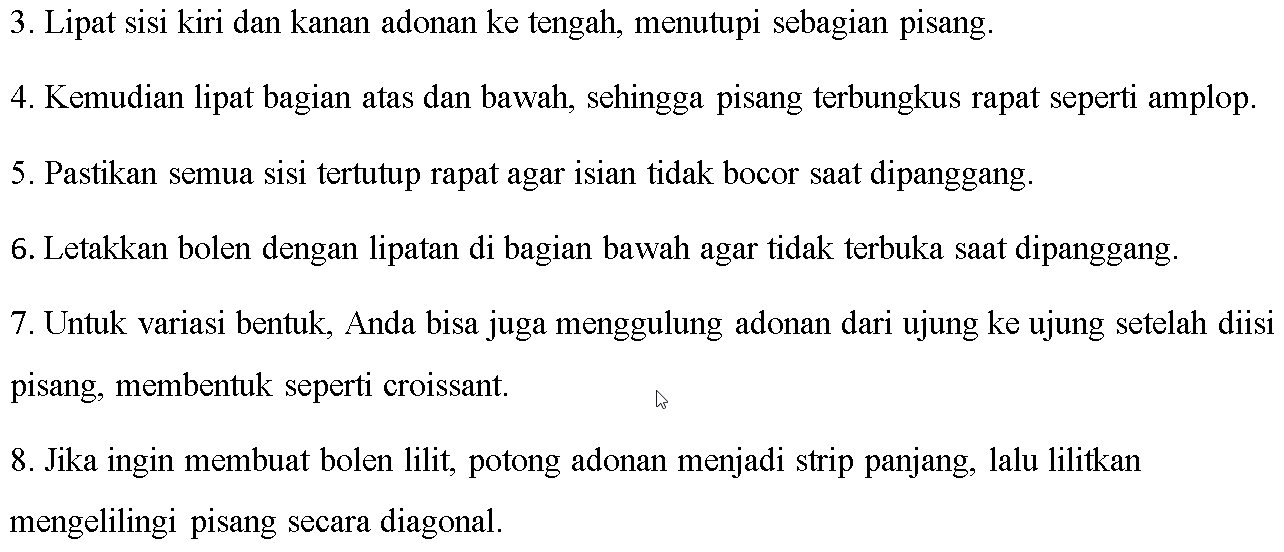 3. Lipat sisi kiri dan kanan adonan ke tengah, menutupi sebagian pisang.
4. Kemudian lipat bagian atas dan bawah, sehingga pisang terbungkus rapat seperti amplop.
5. Pastikan semua sisi tertutup rapat agar isian tidak bocor saat dipanggang.
6. Letakkan bolen dengan lipatan di bagian bawah agar tidak terbuka saat dipanggang.
7. Untuk variasi bentuk, Anda bisa juga menggulung adonan dari ujung ke ujung setelah diisi
pisang, membentuk seperti croissant.
8. Jika ingin membuat bolen lilit, potong adonan menjadi strip panjang, lalu lilitkan
mengelilingi pisang secara diagonal.